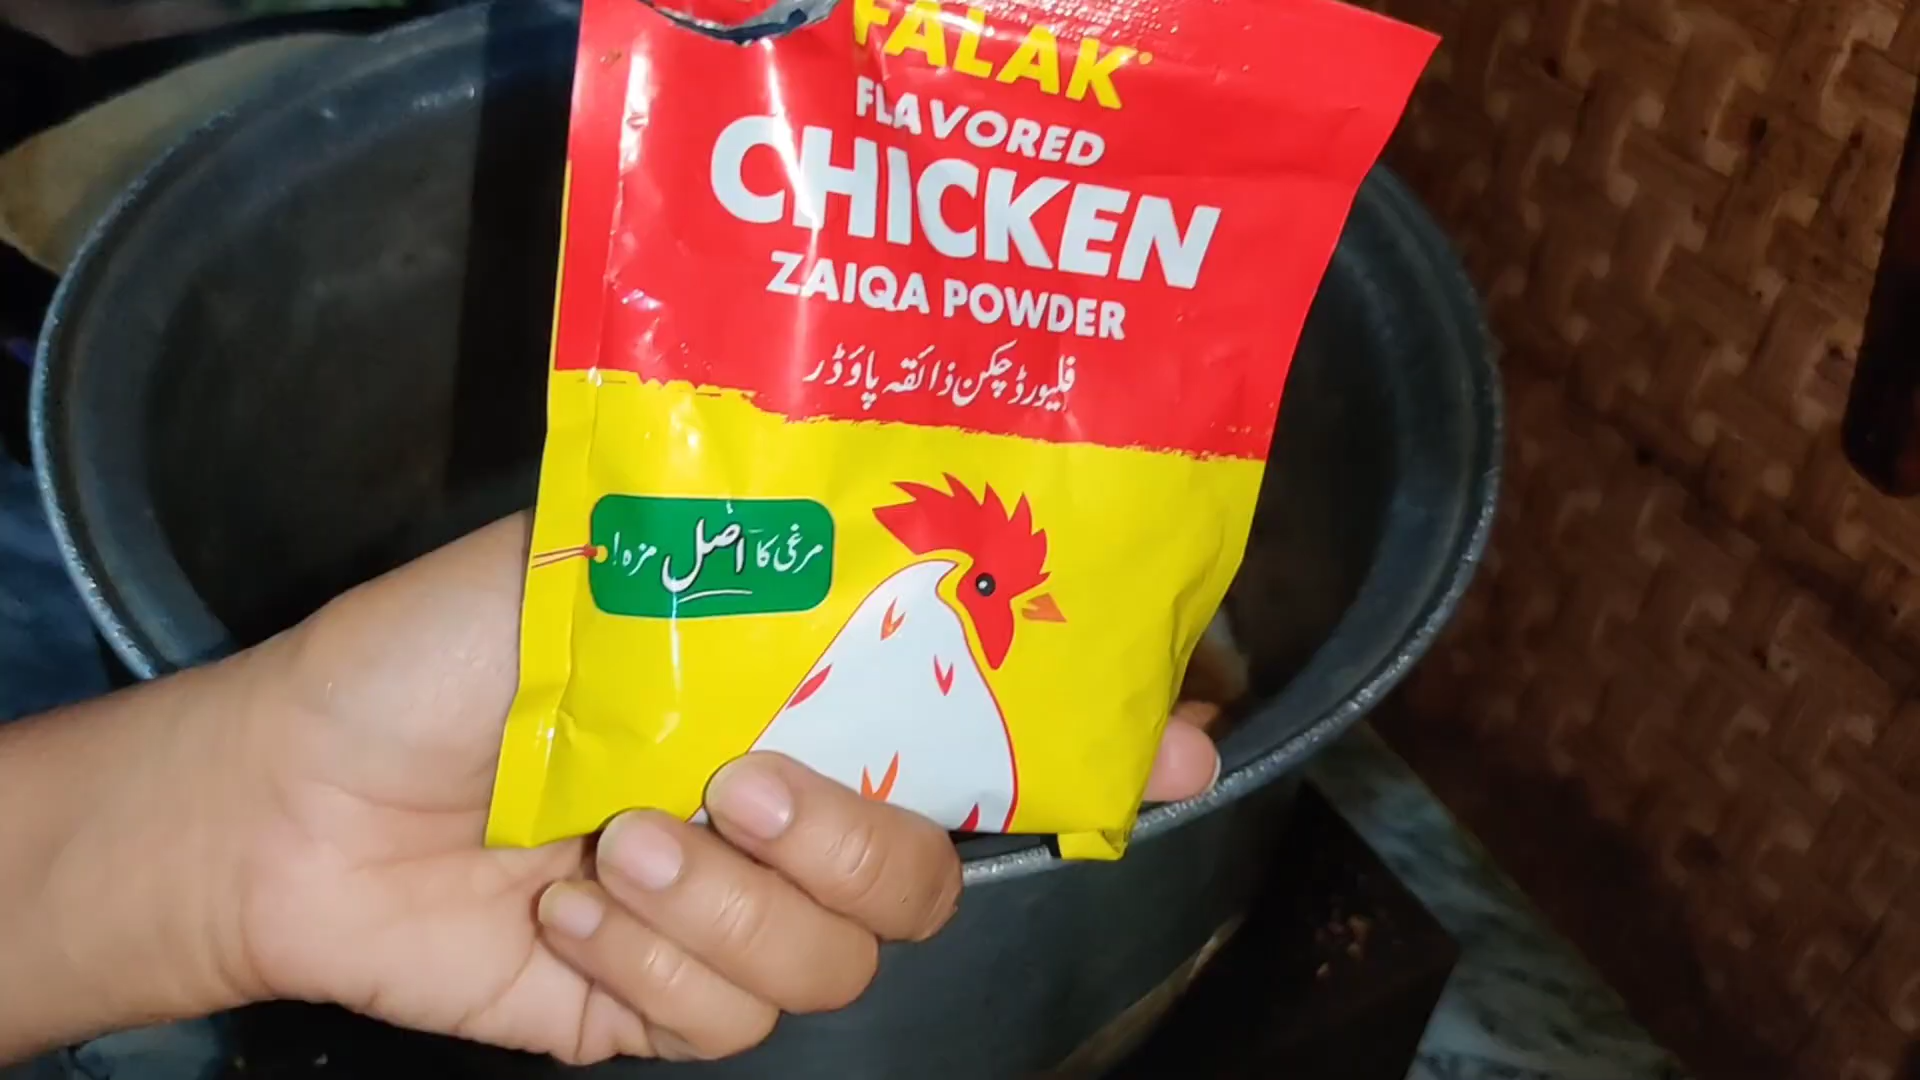 FALAK
FLAVORED
CHICKEN
ZAIQA POWDER
فلیورڈ چکن ذائقہ پاؤڈر
مرغی کا اصل مزہ!